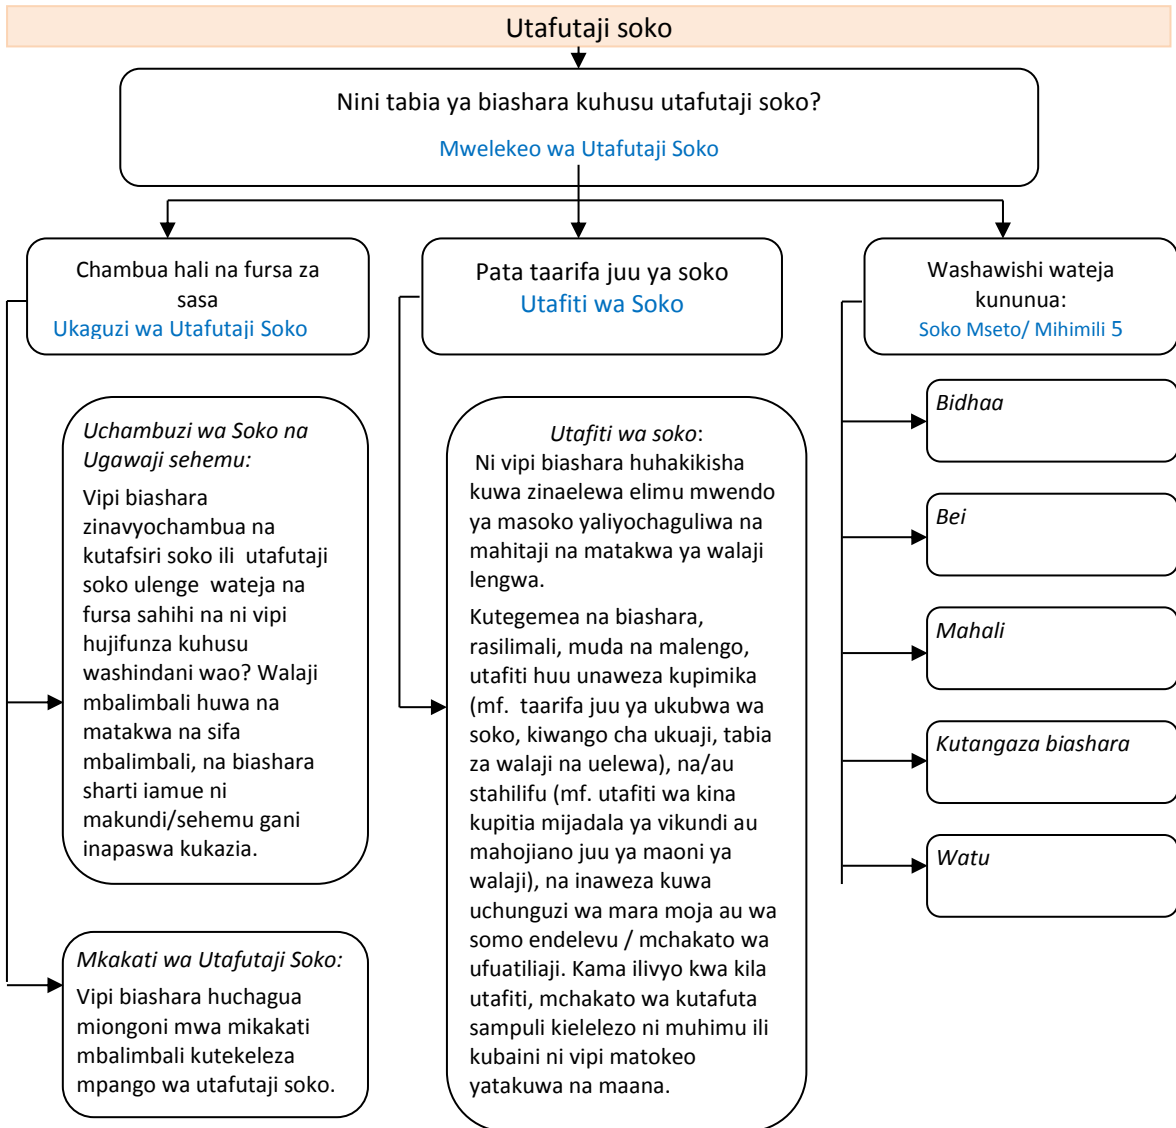 Utafutaji soko
Nini tabia ya biashara kuhusu utafutaji soko?
Mwelekeo wa Utafutaji Soko
Chambua hali na fursa za
sasa
Ukaguzi wa Utafutaji Soko
Uchambuzi wa Soko na
Ugawaji sehemu:
Vipi biashara
zinavyochambua na
kutafsiri soko ili utafutaji
soko ulenge wateja na
fursa sahihi na ni vipi
hujifunza kuhusu
washindani wao? Walaji
mbalimbali huwa na
matakwa na sifa
mbalimbali, na biashara
sharti iamue ni
makundi/sehemu gani
inapaswa kukazia.
Mkakati wa Utafutaji Soko:
Vipi biashara huchagua
miongoni mwa mikakati
mbalimbali kutekeleza
mpango wa utafutaji soko.
Pata taarifa juu ya soko
Utafiti wa Soko
Utafiti wa soko:
Ni vipi biashara huhakikisha
kuwa zinaelewa elimu mwendo
ya masoko yaliyochaguliwa na
mahitaji na matakwa ya walaji
lengwa.
Kutegemea na biashara,
rasilimali, muda na malengo,
utafiti huu unaweza kupimika
(mf. taarifa juu ya ukubwa wa
soko, kiwango cha ukuaji, tabia
za walaji na uelewa), na/au
stahilifu (mf. utafiti wa kina
kupitia mijadala ya vikundi au
mahojiano juu ya maoni ya
walaji), na inaweza kuwa
uchunguzi wa mara moja au wa
somo endelevu / mchakato wa
ufuatiliaji. Kama ilivyo kwa kila
utafiti, mchakato wa kutafuta
sampuli kielelezo ni muhimu ili
kubaini ni vipi matokeo
yatakuwa na maana.
Washawishi wateja
kununua:
Soko Mseto/ Mihimili 5
Bidhaa
Bei
Mahali
Kutangaza biashara
Watu